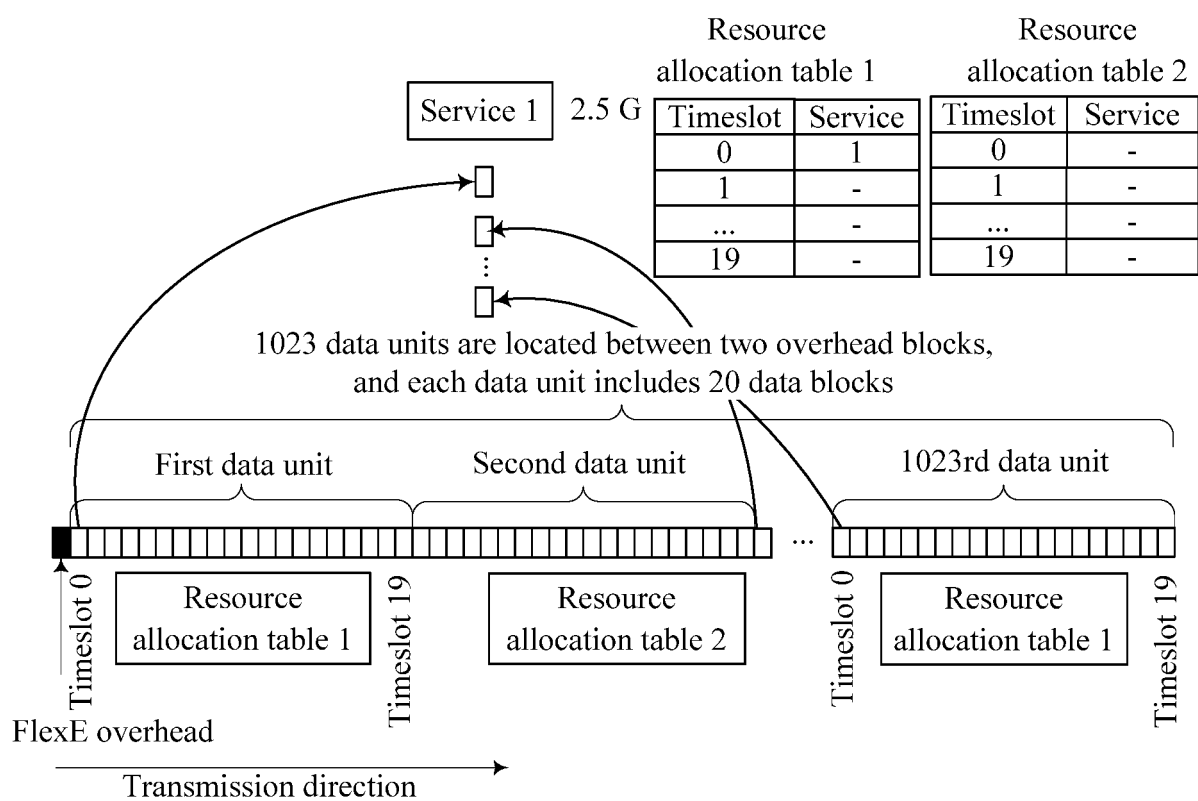 Resource
allocation table 1
Resource
allocation table 2
Service 1
2.5 G
Timeslot Service
0 1
1 -
... -
19 -
Timeslot Service
0 -
1 -
... -
19 -
1023 data units are located between two overhead blocks,
and each data unit includes 20 data blocks
First data unit
Second data unit
1023rd data unit
...
Timeslot 0
Resource
allocation table 1
Timeslot 19
Resource
allocation table 2
Timeslot 0
Resource
allocation table 1
Timeslot 19
FlexE overhead
Transmission direction